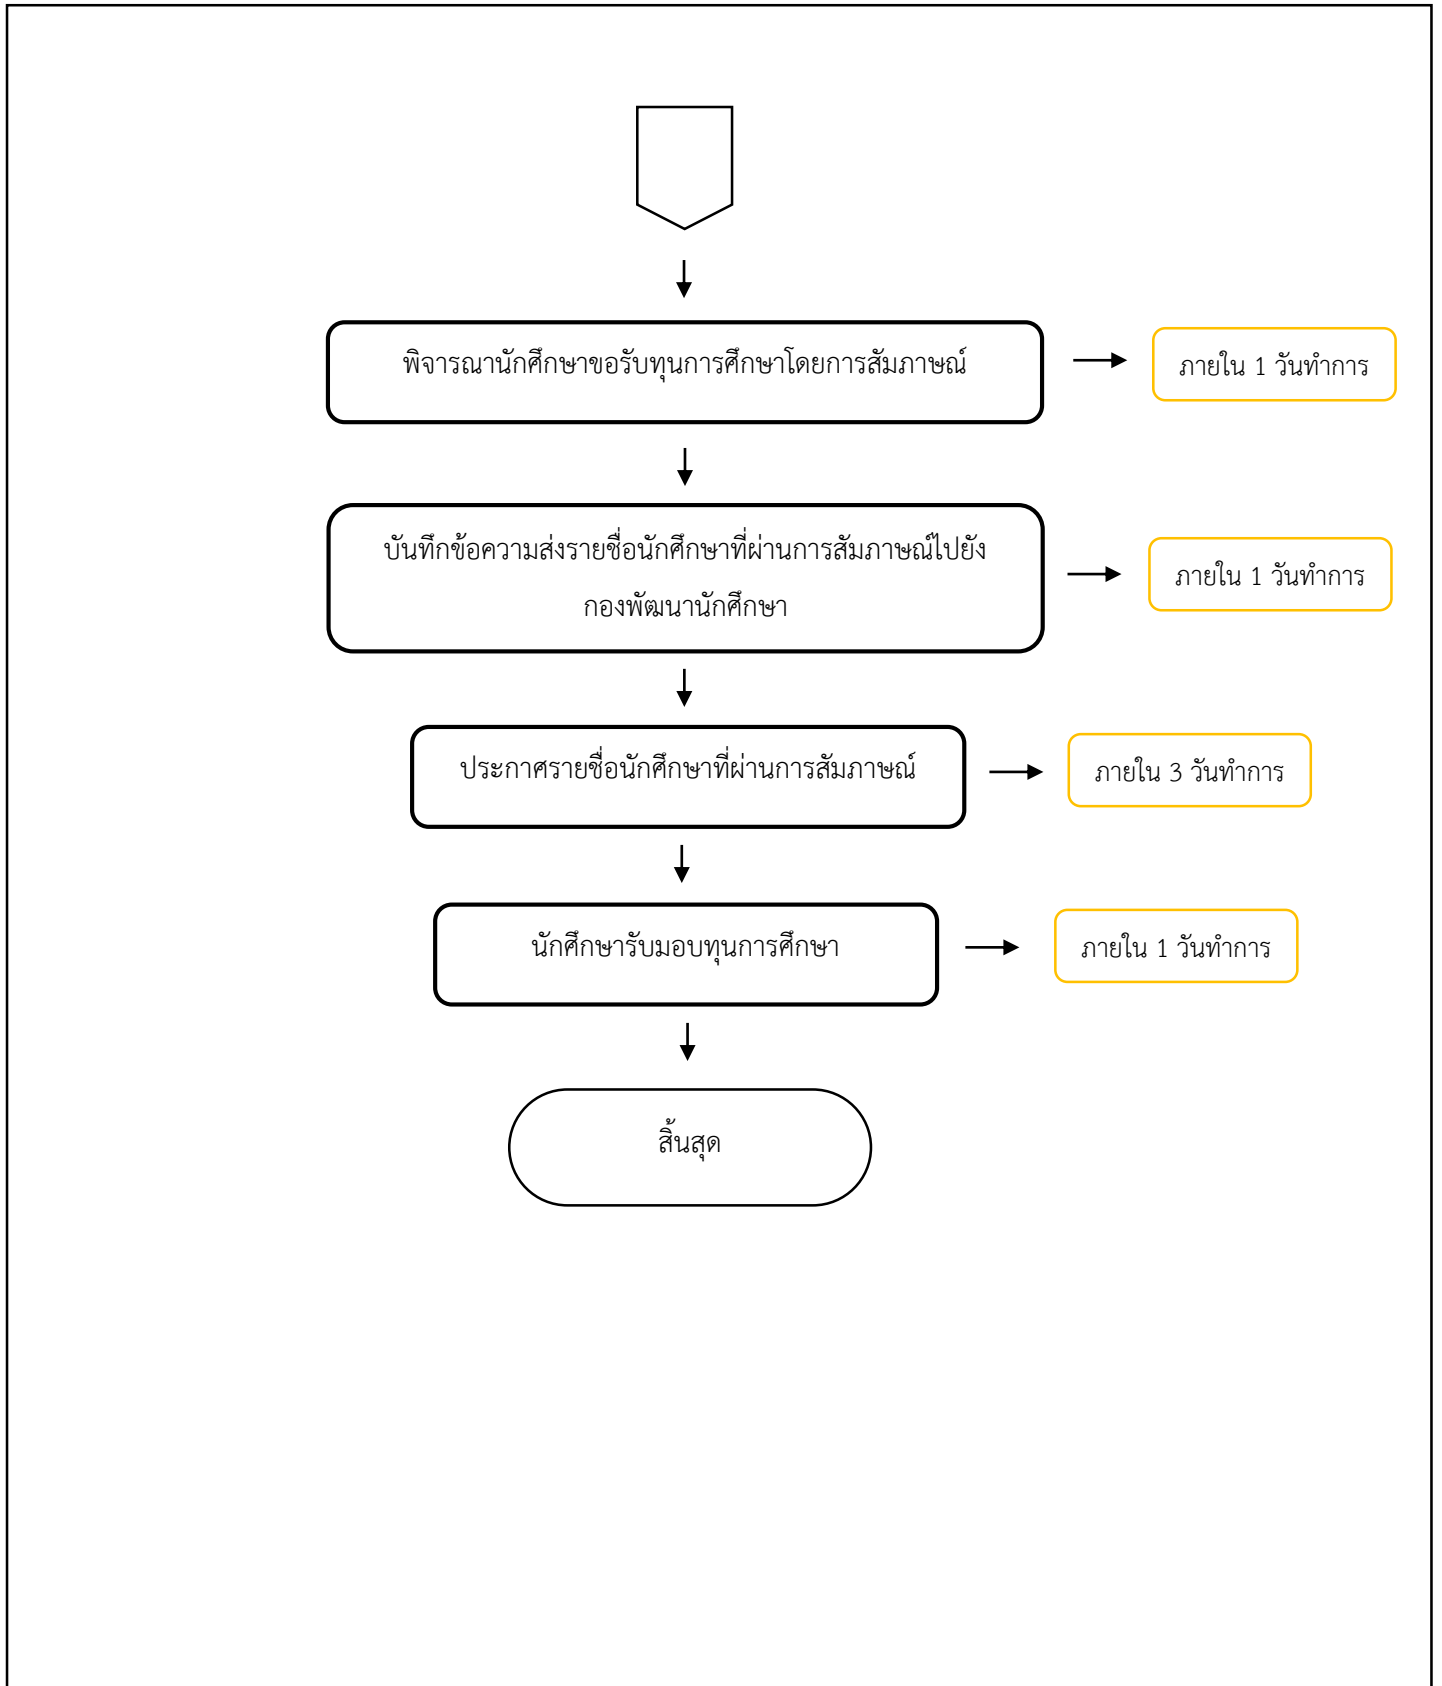 พิจารณานักศึกษาขอรับทุนการศึกษาโดยการสัมภาษณ์
ภายใน 1 วันทำการ
บันทึกข้อความส่งรายชื่อนักศึกษาที่ผ่านการสัมภาษณ์ไปยัง
กองพัฒนานักศึกษา
ภายใน 1 วันทำการ
ประกาศรายชื่อนักศึกษาที่ผ่านการสัมภาษณ์
ภายใน 3 วันทำการ
นักศึกษารับมอบทุนการศึกษา
ภายใน 1 วันทำการ
สิ้นสุด